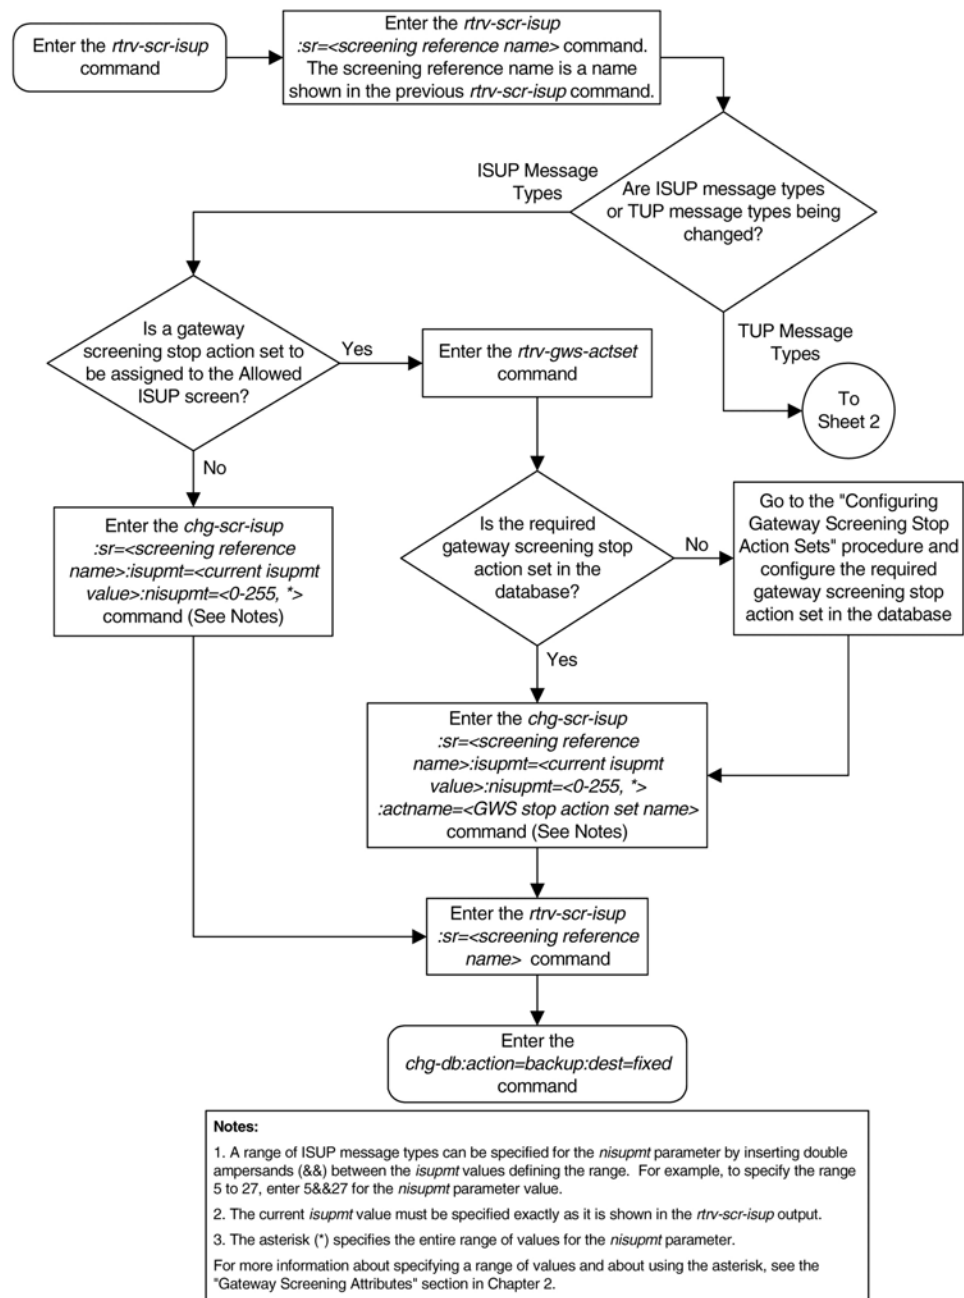 Enter the rtrv-scr-isup
command
Enter the rtrv-scr-isup
:sr=<screening reference name> command.
The screening reference name is a name
shown in the previous rtrv-scr-isup command.
ISUP Message
Types
Are ISUP message types
or TUP message types being
changed?
Is a gateway
screening stop action set to
be assigned to the Allowed
ISUP screen?
Yes
Enter the rtrv-gws-actset
command
TUP Message
Types
To
Sheet 2
No
Enter the chg-scr-isup
:sr=<screening reference
name>:isupmt=<current isupmt
value>:nisupmt=<0-255, *>
command (See Notes)
Is the required
gateway screening stop
action set in the
database?
No
Go to the "Configuring
Gateway Screening Stop
Action Sets" procedure and
configure the required
gateway screening stop
action set in the database
Yes
Enter the chg-scr-isup
:sr=<screening reference
name>:isupmt=<current isupmt
value>:nisupmt=<0-255, *>
:actname=<GWS stop action set name>
command (See Notes)
Enter the rtrv-scr-isup
:sr=<screening reference
name> command
Enter the
chg-db:action=backup:dest=fixed
command
Notes:
1. A range of ISUP message types can be specified for the nisupmt parameter by inserting double
ampersands (&&) between the isupmt values defining the range. For example, to specify the range
5 to 27, enter 5&&27 for the nisupmt parameter value.
2. The current isupmt value must be specified exactly as it is shown in the rtrv-scr-isup output.
3. The asterisk (*) specifies the entire range of values for the nisupmt parameter.
For more information about specifying a range of values and about using the asterisk, see the
"Gateway Screening Attributes" section in Chapter 2.